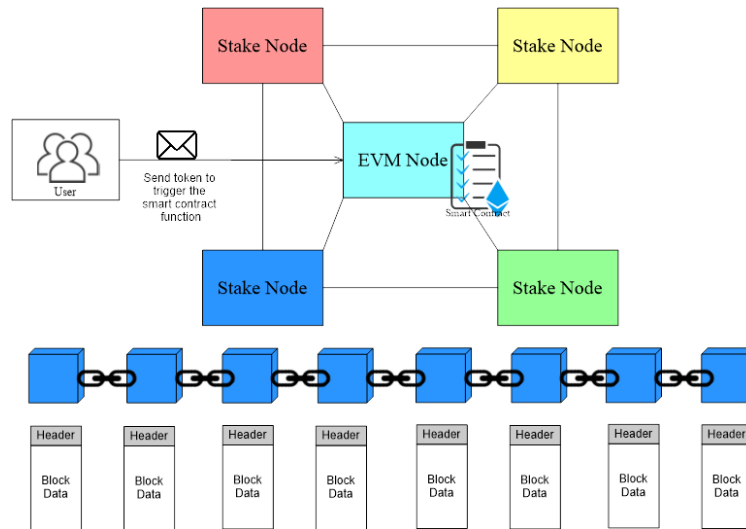 Stake Node
Stake Node
EVM Node
User
Send token to
trigger the
smart contract
function
Smart Contract
Stake Node
Stake Node
Header
Header
Header
Header
Header
Header
Header
Header
Block
Data
Block
Data
Block
Data
Block
Data
Block
Data
Block
Data
Block
Data
Block
Data